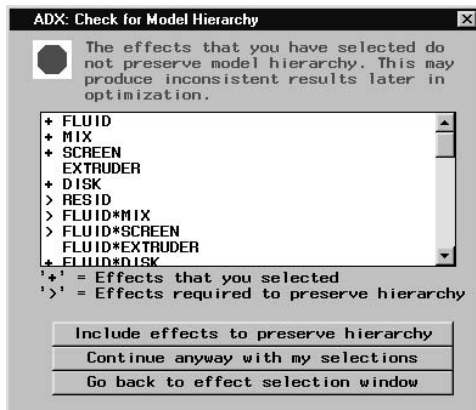 ADX: Check for Model Hierarchy
The effects that you have selected do
not preserve model hierarchy. This may
produce inconsistent results later in
optimization.
+ FLUID
+ MIX
+ SCREEN
EXTRUDER
+ DISK
> RESID
> FLUID*MIX
> FLUID*SCREEN
FLUID*EXTRUDER
+ FLUID*DISK
'+' = Effects that you selected
'>' = Effects required to preserve hierarchy
Include effects to preserve hierarchy
Continue anyway with my selections
Go back to effect selection window